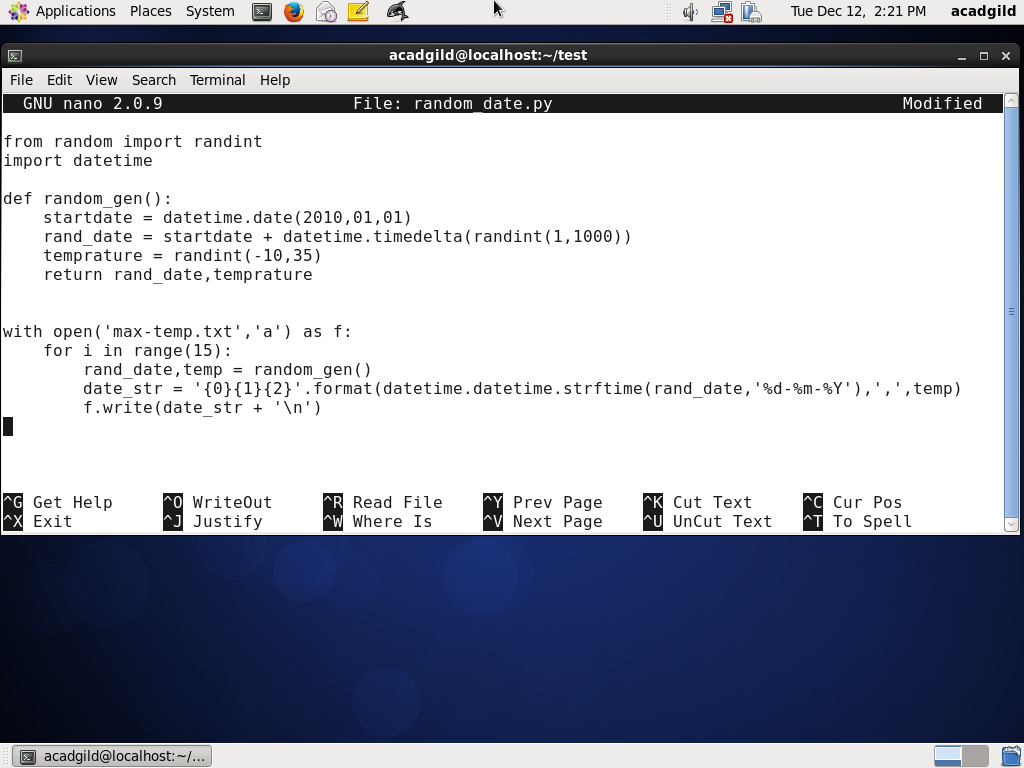 Applications Places System Tue Dec 12, 2:21 PM acadgild
acadgild@localhost:~/test
File Edit View Search Terminal Help
GNU nano 2.0.9 File: random_date.py Modified
from random import randint
import datetime
def random_gen():
    startdate = datetime.date(2010,01,01)
    rand_date = startdate + datetime.timedelta(randint(1,1000))
    temprature = randint(-10,35)
    return rand_date,temprature
with open('max-temp.txt','a') as f:
    for i in range(15):
        rand_date,temp = random_gen()
        date_str = '{0}{1}{2}'.format(datetime.datetime.strftime(rand_date,'%d-%m-%Y'),',',temp)
        f.write(date_str + '\n')
^G Get Help ^O WriteOut ^R Read File ^Y Prev Page ^K Cut Text ^C Cur Pos
^X Exit ^J Justify ^W Where Is ^V Next Page ^U UnCut Text ^T To Spell
acadgild@localhost:~/...